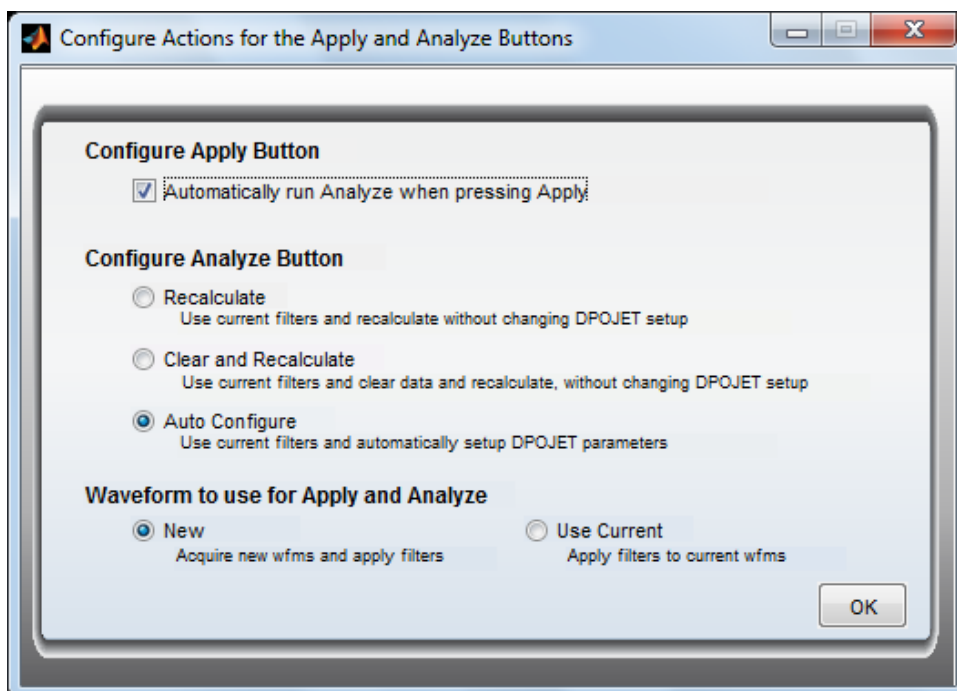 Configure Actions for the Apply and Analyze Buttons
Configure Apply Button
Automatically run Analyze when pressing Apply
Configure Analyze Button
Recalculate
Use current filters and recalculate without changing DPOJET setup
Clear and Recalculate
Use current filters and clear data and recalculate, without changing DPOJET setup
Auto Configure
Use current filters and automatically setup DPOJET parameters
Waveform to use for Apply and Analyze
New
Acquire new wfms and apply filters
Use Current
Apply filters to current wfms
OK